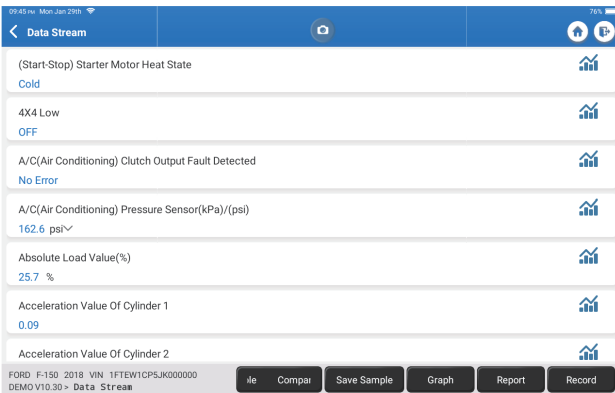 09:45 PM Mon Jan 29th
76%
Data Stream
(Start-Stop) Starter Motor Heat State
Cold
4X4 Low
OFF
A/C(Air Conditioning) Clutch Output Fault Detected
No Error
A/C(Air Conditioning) Pressure Sensor(kPa)/(psi)
162.6 psi
Absolute Load Value(%)
25.7 %
Acceleration Value Of Cylinder 1
0.09
Acceleration Value Of Cylinder 2
FORD F-150 2018 VIN 1FTEW1CP5JK000000
DEMO V10.30 > Data Stream
ple Compar Save Sample Graph Report Record